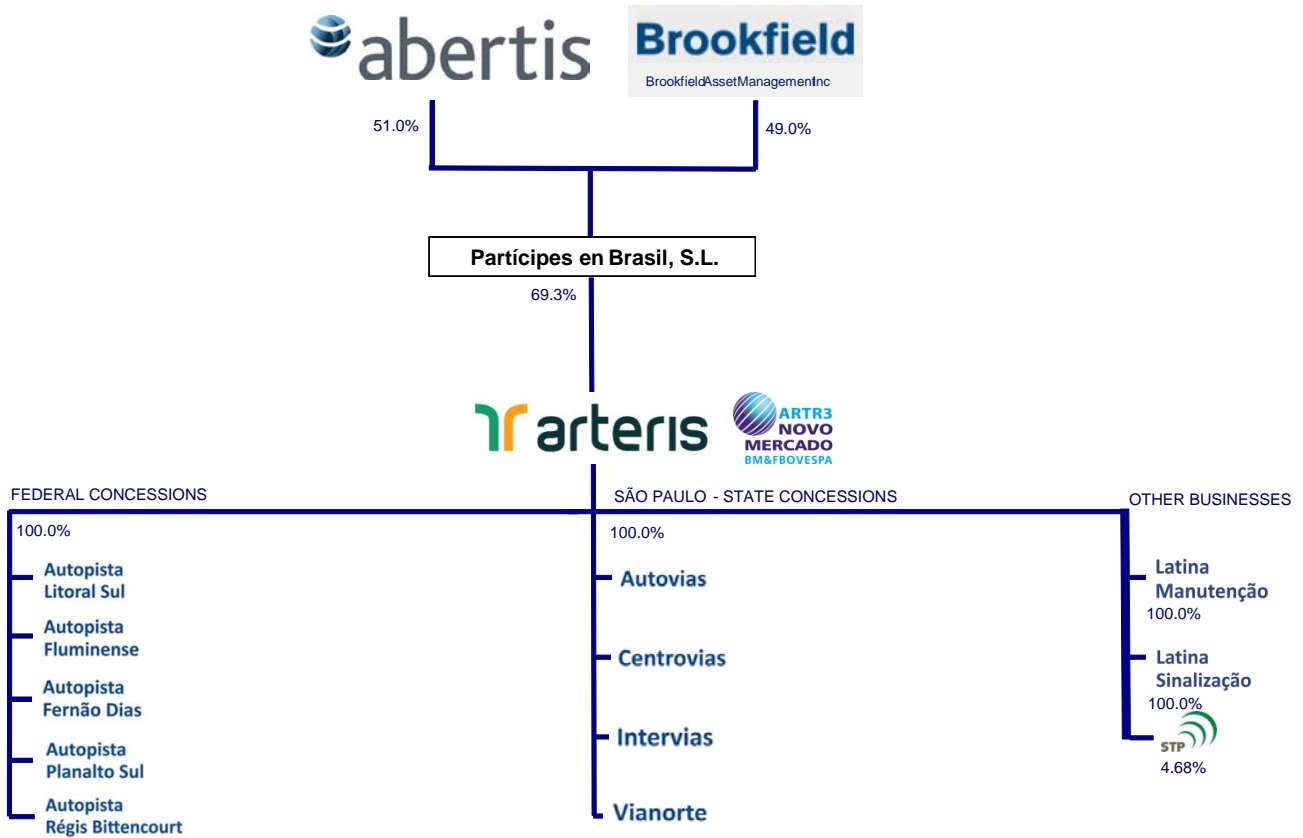 abertis
Brookfield
BrookfieldAssetManagementInc
51.0%
49.0%
Partícipes en Brasil, S.L.
69.3%
arteris
ARTR3
NOVO
MERCADO
BM&FBOVESPA
FEDERAL CONCESSIONS
SÃO PAULO - STATE CONCESSIONS
OTHER BUSINESSES
100.0%
Autopista
Litoral Sul
Autopista
Fluminense
Autopista
Fernão Dias
Autopista
Planalto Sul
Autopista
Régis Bittencourt
100.0%
Autovias
Centrovias
Intervias
Vianorte
Latina
Manutenção
100.0%
Latina
Sinalização
100.0%
STP
4.68%